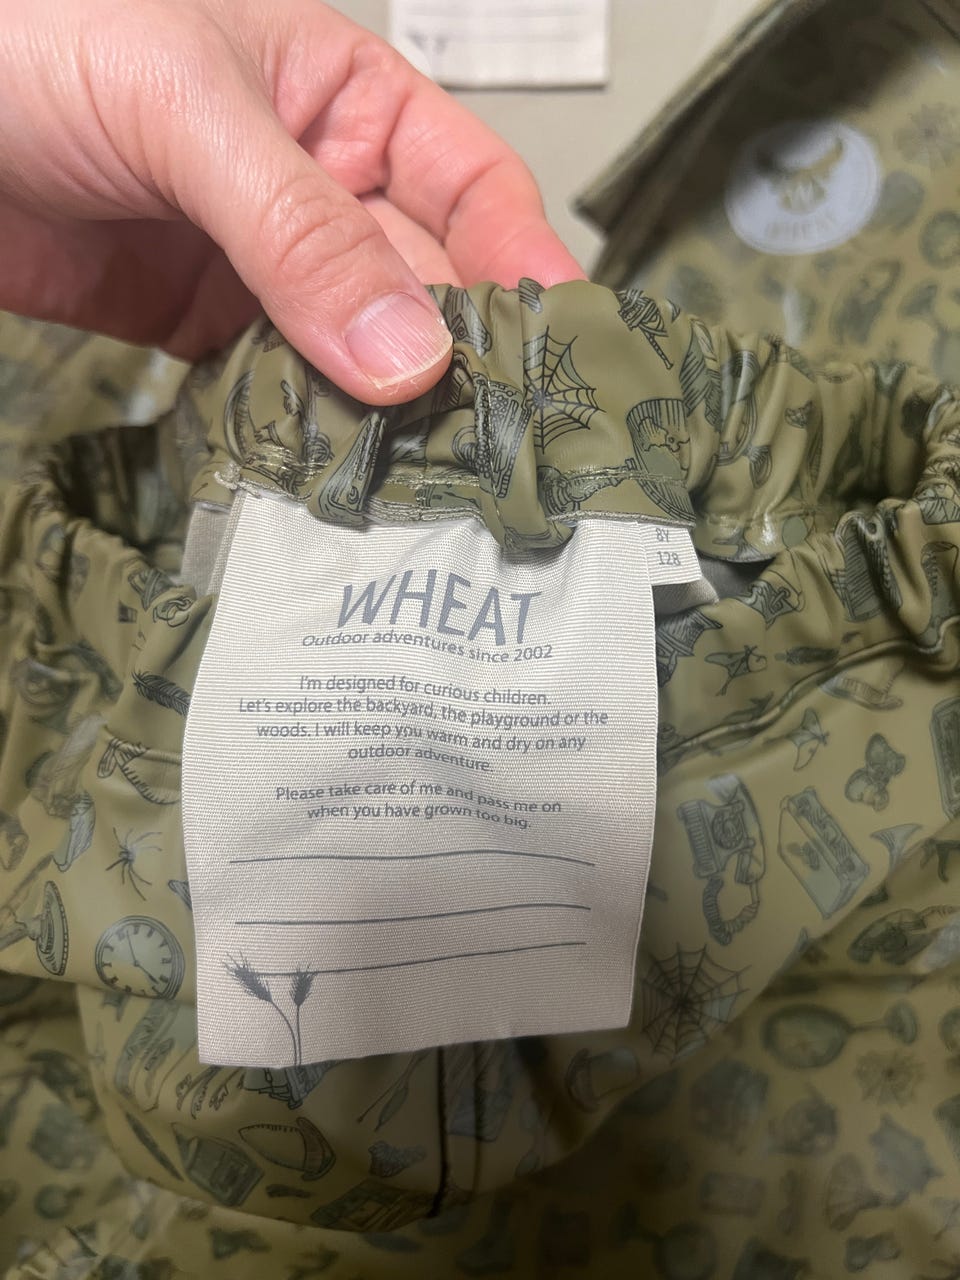 WHEAT
8Y
128
WHEAT
Outdoor adventures since 2002
I'm designed for curious children.
Let's explore the backyard, the playground or the
woods. I will keep you warm and dry on any
outdoor adventure.
Please take care of me and pass me on
when you have grown too big.